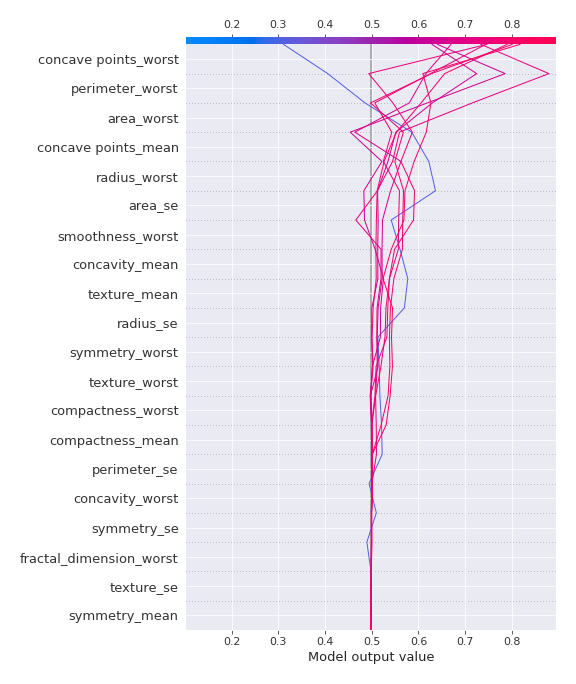 0.2 0.3 0.4 0.5 0.6 0.7 0.8
concave points_worst
perimeter_worst
area_worst
concave points_mean
radius_worst
area_se
smoothness_worst
concavity_mean
texture_mean
radius_se
symmetry_worst
texture_worst
compactness_worst
compactness_mean
perimeter_se
concavity_worst
symmetry_se
fractal_dimension_worst
texture_se
symmetry_mean
0.2 0.3 0.4 0.5 0.6 0.7 0.8
Model output value